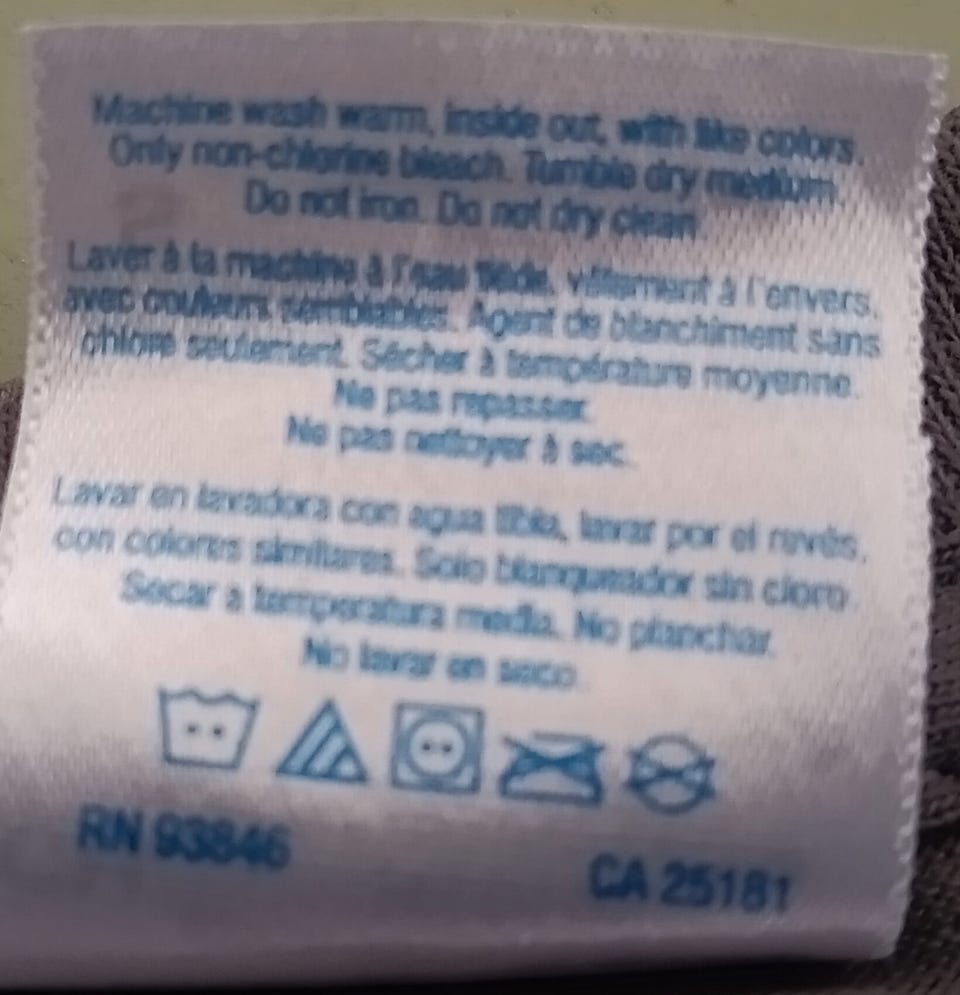 Machine wash warm, inside out, with like colors.
Only non-chlorine bleach. Tumble dry medium.
Do not iron. Do not dry clean.
Laver à la machine à l'eau tiède, vêtement à l'envers,
avec couleurs semblables. Agent de blanchiment sans
chlore seulement. Sécher à température moyenne.
Ne pas repasser.
Ne pas nettoyer à sec.
Lavar en lavadora con agua tibia, lavar por el revés,
con colores similares. Solo blanqueador sin cloro.
Secar a temperatura media. No planchar.
No lavar en seco.
RN 93846
CA 25181